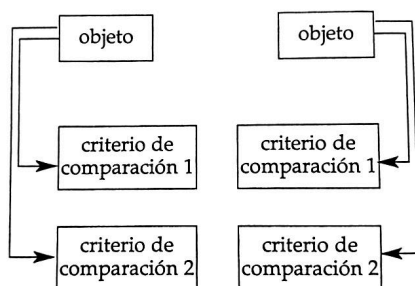 objeto
objeto
criterio de
comparación 1
criterio de
comparación 1
criterio de
comparación 2
criterio de
comparación 2